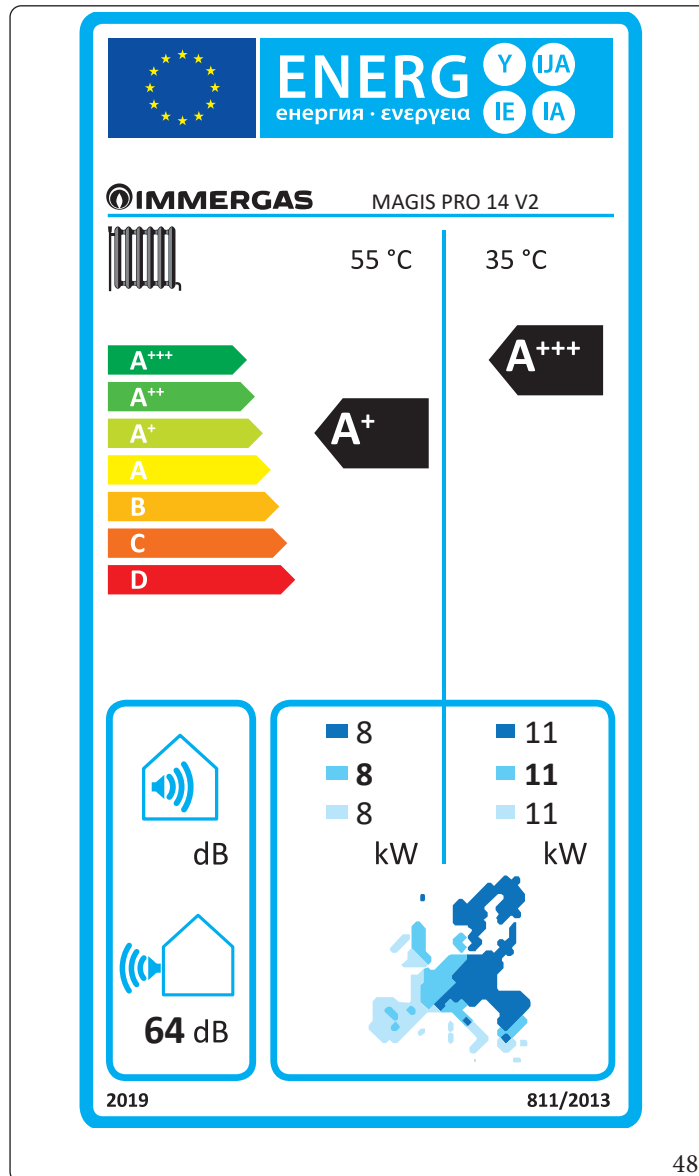 ENERG Y IJA
енергия · ενεργεια IE IA
IMMERGAS MAGIS PRO 14 V2
55 °C 35 °C
A+++
A+++
A++
A+
A+
A
B
C
D
8 11
8 11
8 11
dB kW kW
64 dB
2019 811/2013
48